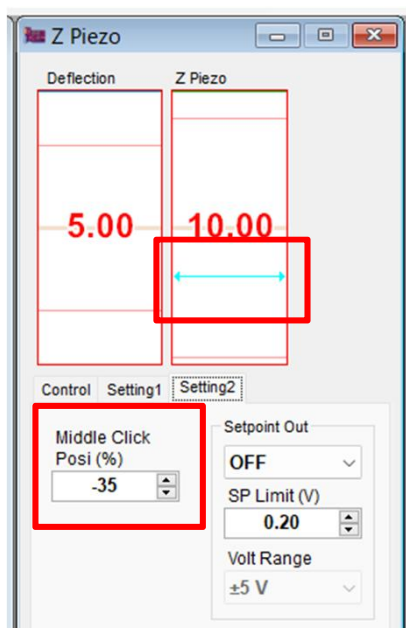 Z Piezo
Deflection Z Piezo
5.00 10.00
Control Setting1 Setting2
Middle Click
Posi (%)
-35
Setpoint Out
OFF
SP Limit (V)
0.20
Volt Range
±5 V